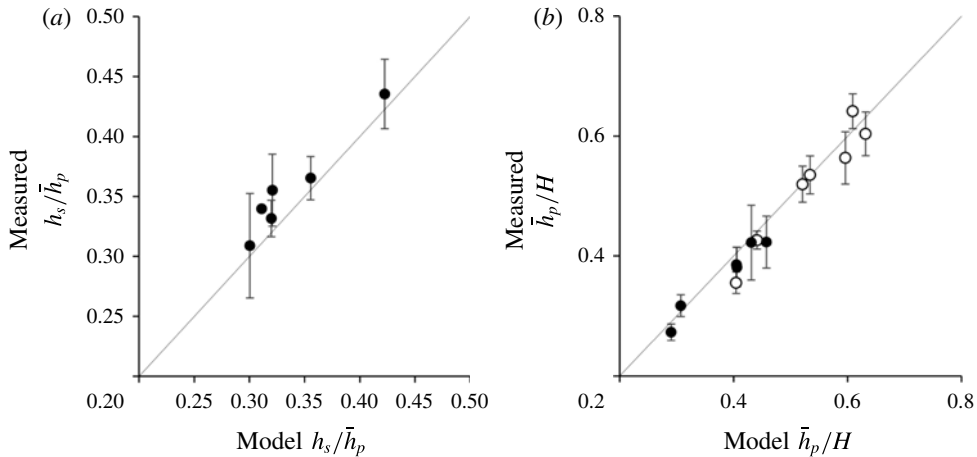 (a)
0.50
0.45
0.40
0.35
0.30
0.25
0.20 0.25 0.30 0.35 0.40 0.45 0.50
Measured
h_s/h̄_p
Model h_s/h̄_p
(b)
0.8
0.6
0.4
0.2
0.2 0.4 0.6 0.8
Measured
h̄_p/H
Model h̄_p/H